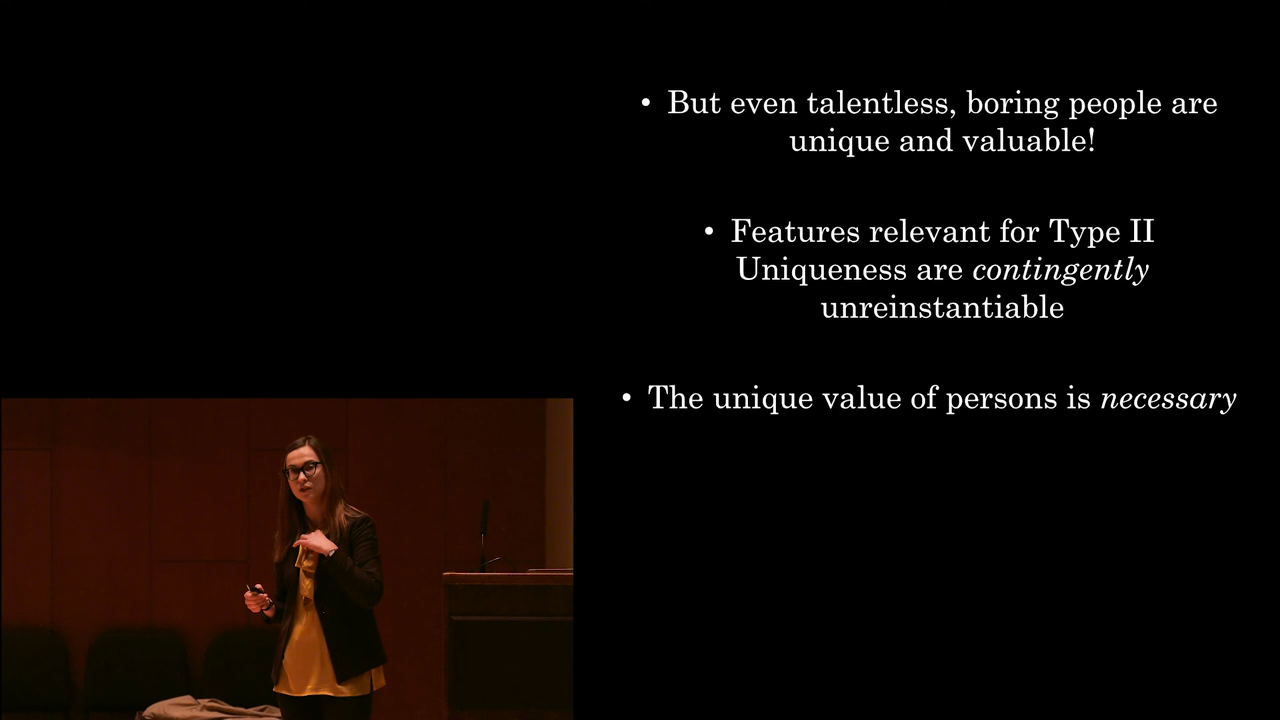 • But even talentless, boring people are
unique and valuable!
• Features relevant for Type II
Uniqueness are contingently
unreinstantiable
• The unique value of persons is necessary